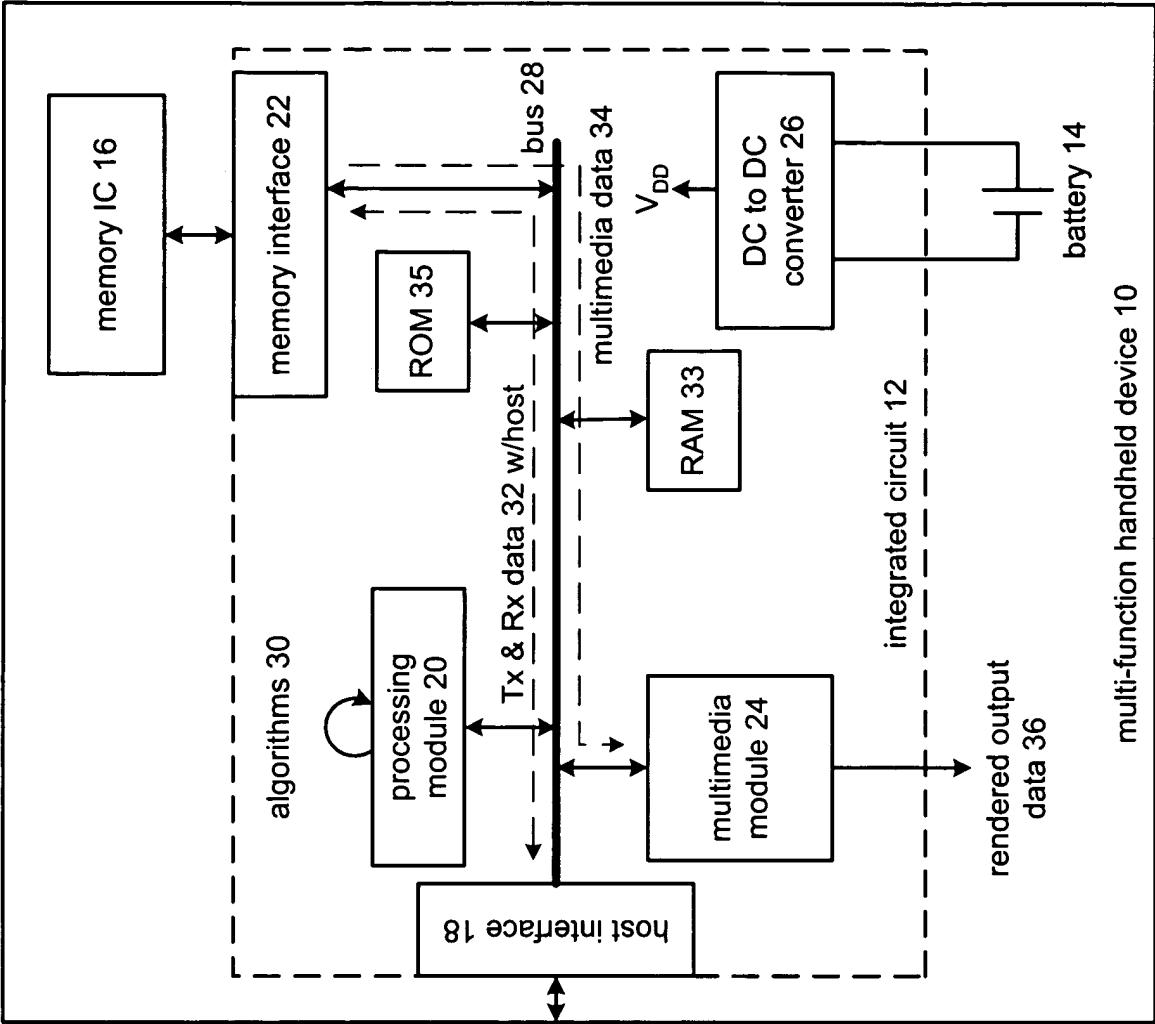 memory IC 16
memory interface 22
bus 28
multimedia data 34
ROM 35
V_DD
DC to DC
converter 26
battery 14
Tx & Rx data 32 w/host
RAM 33
algorithms 30
processing
module 20
integrated circuit 12
multimedia
module 24
rendered output
data 36
host interface 18
multi-function handheld device 10